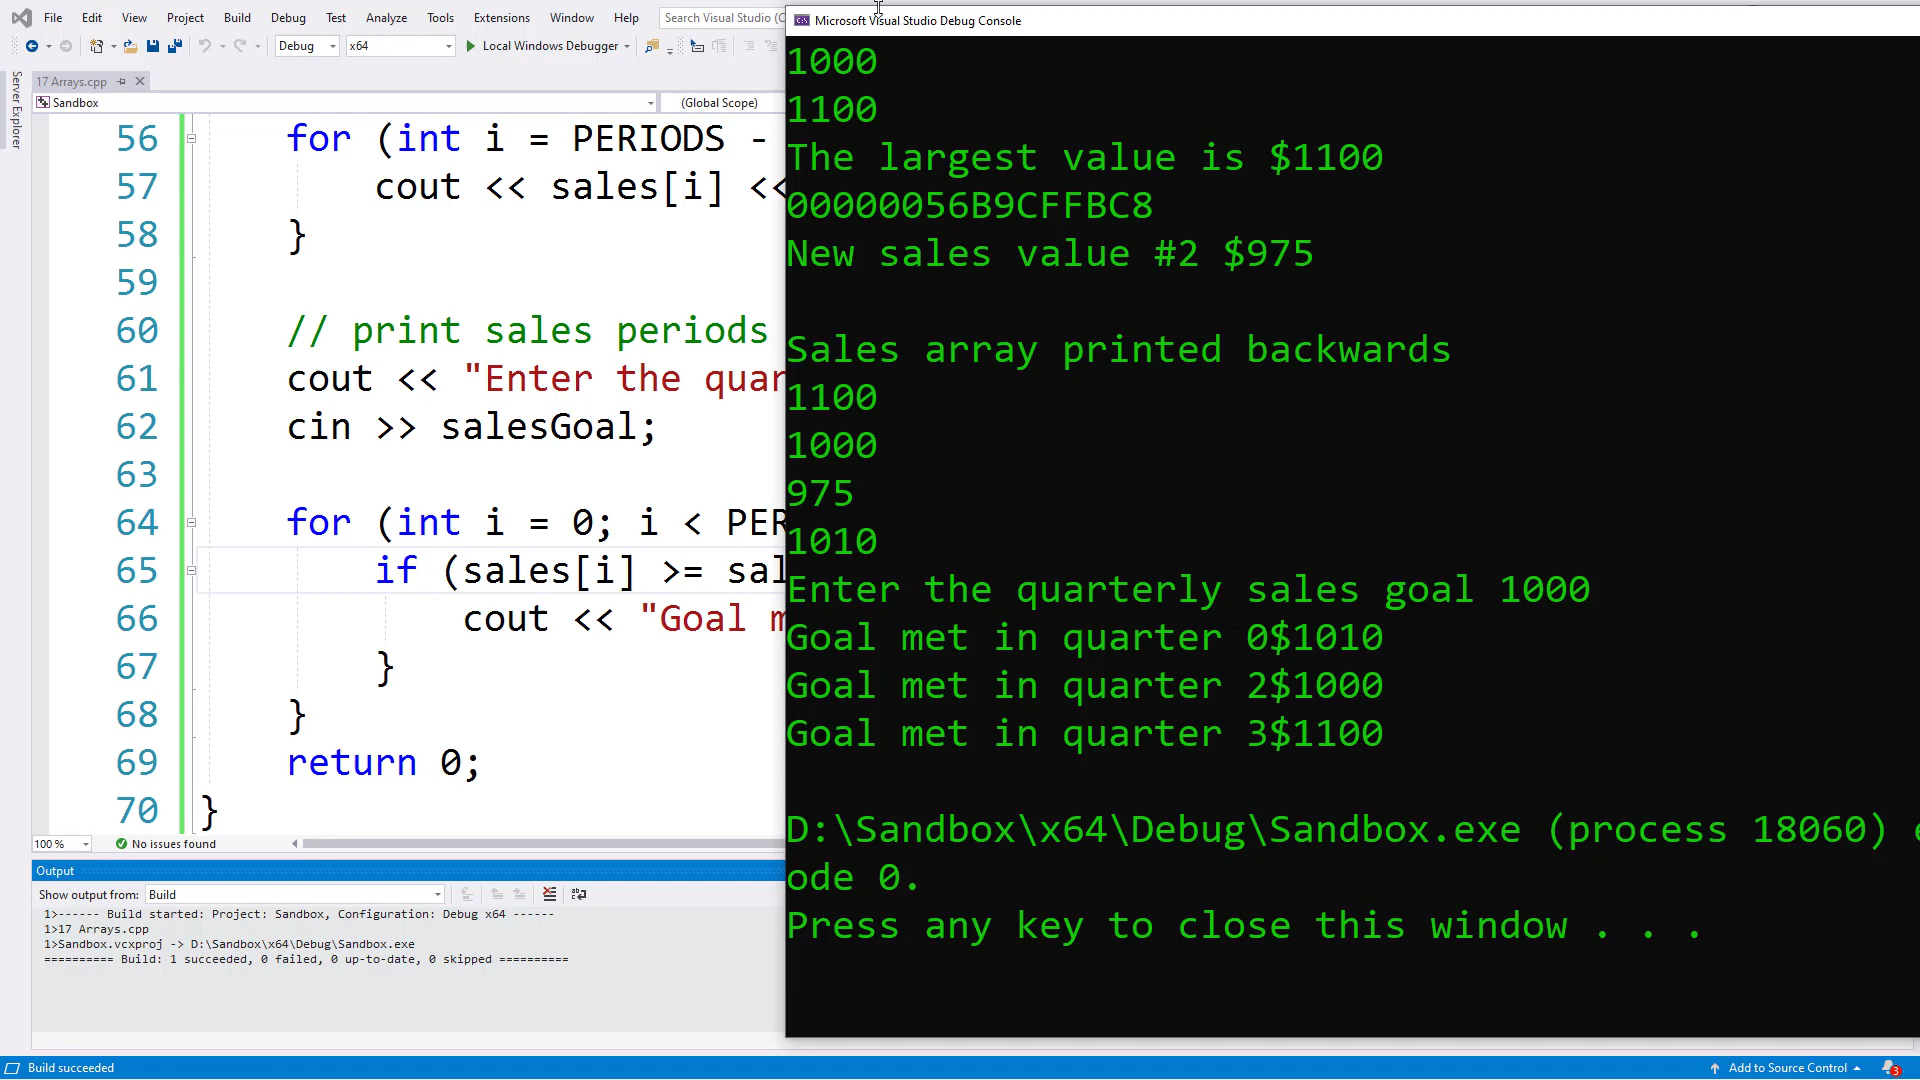 File Edit View Project Build Debug Test Analyze Tools Extensions Window Help Search Visual Studio (C
Microsoft Visual Studio Debug Console
Debug x64 Local Windows Debugger
Server Explorer
17 Arrays.cpp
Sandbox (Global Scope)
56 for (int i = PERIODS -
57 cout << sales[i] <<
58 }
59
60 // print sales periods
61 cout << "Enter the quar
62 cin >> salesGoal;
63
64 for (int i = 0; i < PER
65 if (sales[i] >= sal
66 cout << "Goal m
67 }
68 }
69 return 0;
70 }
100 % No issues found
Output
Show output from: Build
1>------ Build started: Project: Sandbox, Configuration: Debug x64 ------
1>17 Arrays.cpp
1>Sandbox.vcxproj -> D:\Sandbox\x64\Debug\Sandbox.exe
========== Build: 1 succeeded, 0 failed, 0 up-to-date, 0 skipped ==========
1000
1100
The largest value is $1100
00000056B9CFFBC8
New sales value #2 $975
Sales array printed backwards
1100
1000
975
1010
Enter the quarterly sales goal 1000
Goal met in quarter 0$1010
Goal met in quarter 2$1000
Goal met in quarter 3$1100
D:\Sandbox\x64\Debug\Sandbox.exe (process 18060) e
ode 0.
Press any key to close this window . . .
Build succeeded Add to Source Control 3